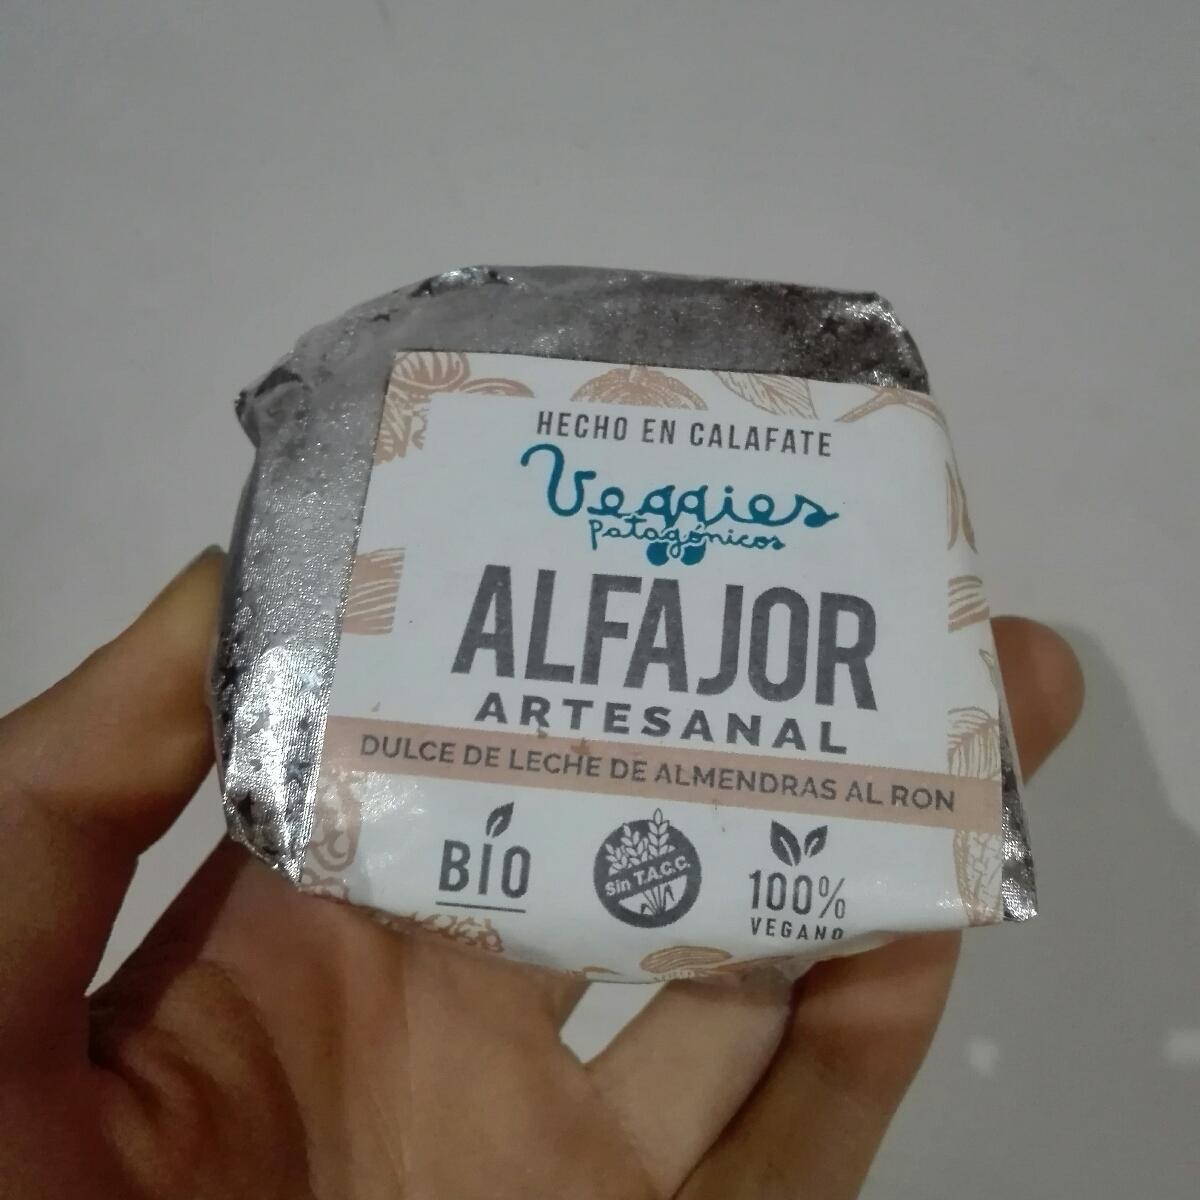 HECHO EN CALAFATE
Veggies
patagónicos
ALFAJOR
ARTESANAL
DULCE DE LECHE DE ALMENDRAS AL RON
BIO
Sin T.A.C.C.
100%
VEGANO